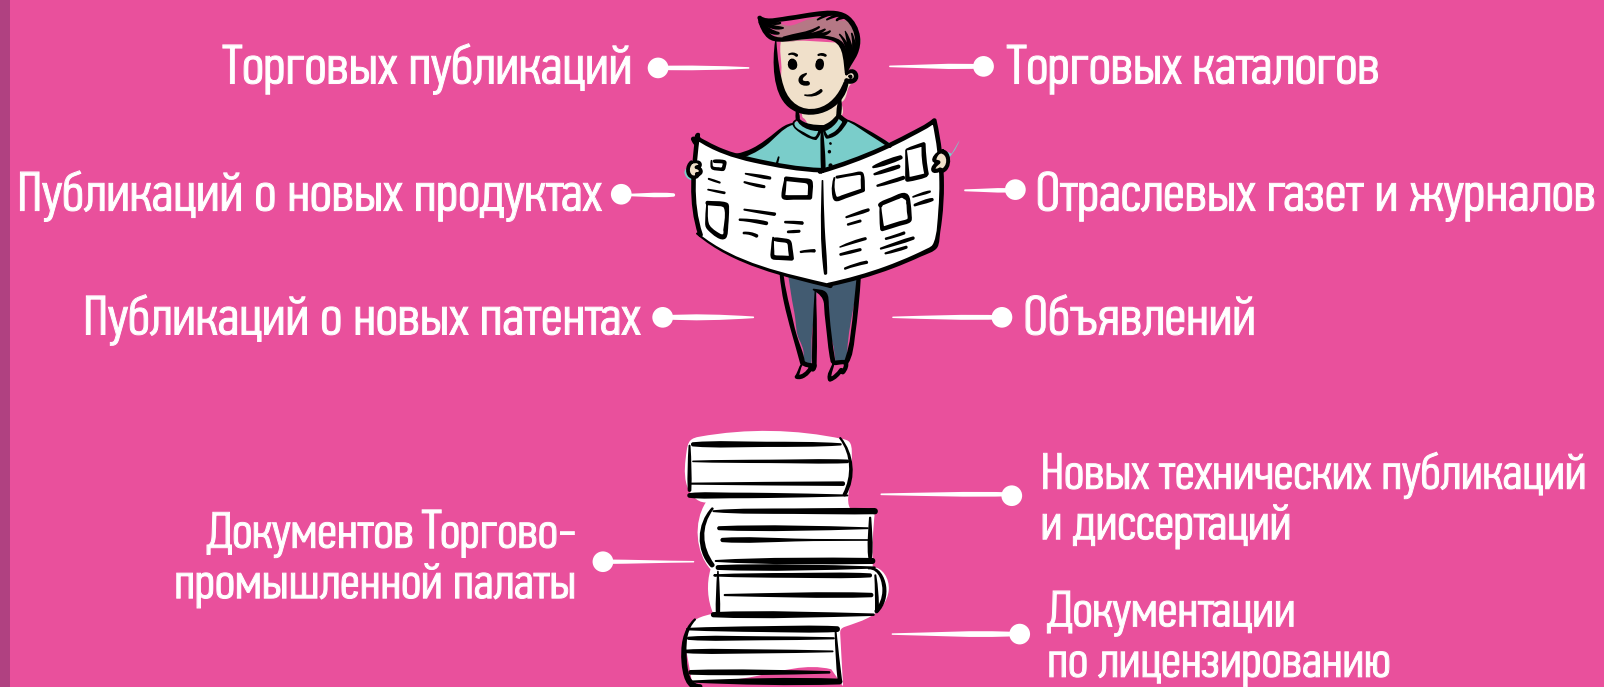 Торговых публикаций
Торговых каталогов
Публикаций о новых продуктах
Отраслевых газет и журналов
Публикаций о новых патентах
Объявлений
Новых технических публикаций
и диссертаций
Документов Торгово-
промышленной палаты
Документации
по лицензированию